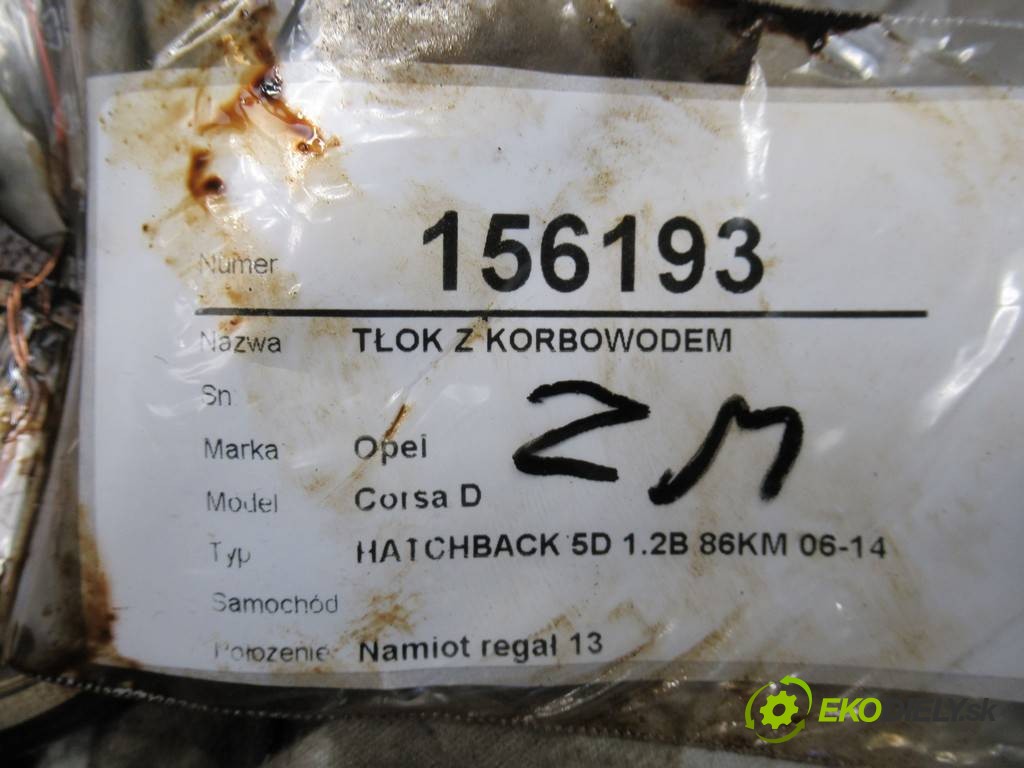 Numer 156193
Nazwa TŁOK Z KORBOWODEM
Sn
Marka Opel
Model Corsa D
Typ HATCHBACK 5D 1.2B 86KM 06-14
Samochód
Położenie Namiot regał 13
ZM
EKODIELY.sk